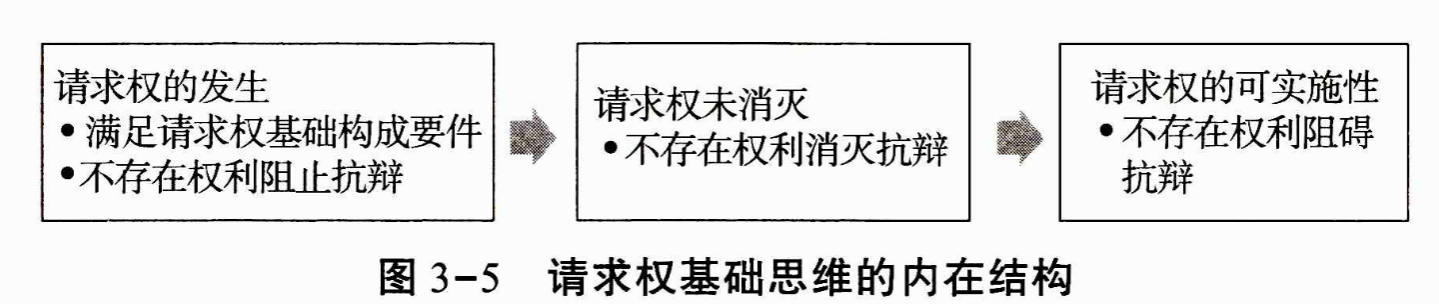 请求权的发生
•满足请求权基础构成要件
•不存在权利阻止抗辩
请求权未消灭
•不存在权利消灭抗辩
请求权的可实施性
•不存在权利阻碍
抗辩
图 3-5 请求权基础思维的内在结构